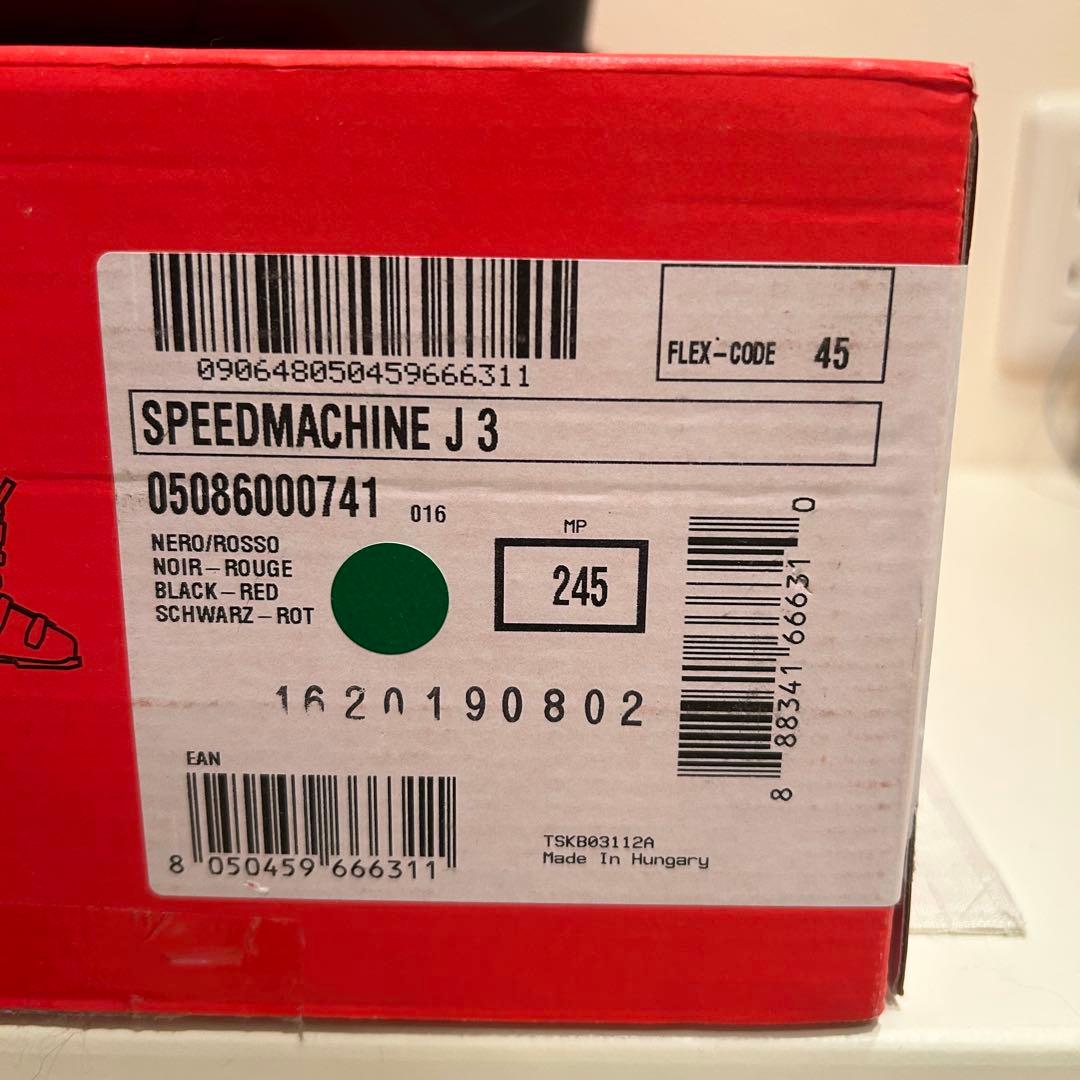 090648050459666311
FLEX-CODE 45
SPEEDMACHINE J 3
05086000741 016
NERO/ROSSO
NOIR-ROUGE
BLACK-RED
SCHWARZ-ROT
MP
245
1620190802
8 88341 66631 0
EAN
8 050459 666311
TSKB03112A
Made In Hungary